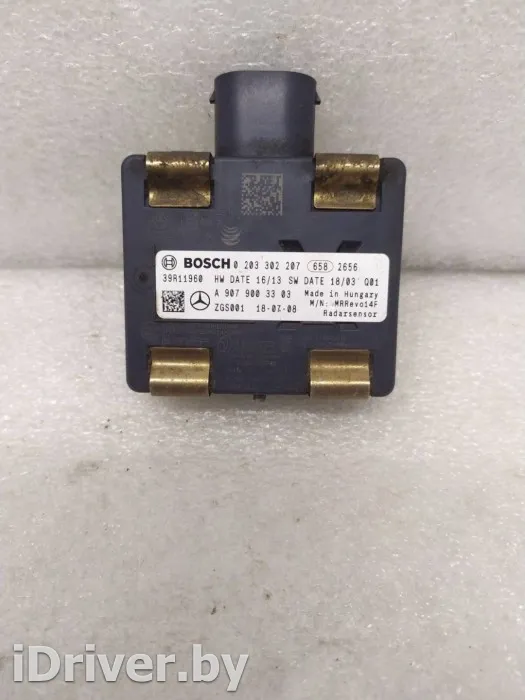 BOSCH 0 203 302 207 658 2656
39R11960 HW DATE 16/13 SW DATE 18/03 Q01
A 907 900 33 03 Made in Hungary
ZGS001 18-07-08 M/N: MRRevo14F
Radarsensor
iDriver.by